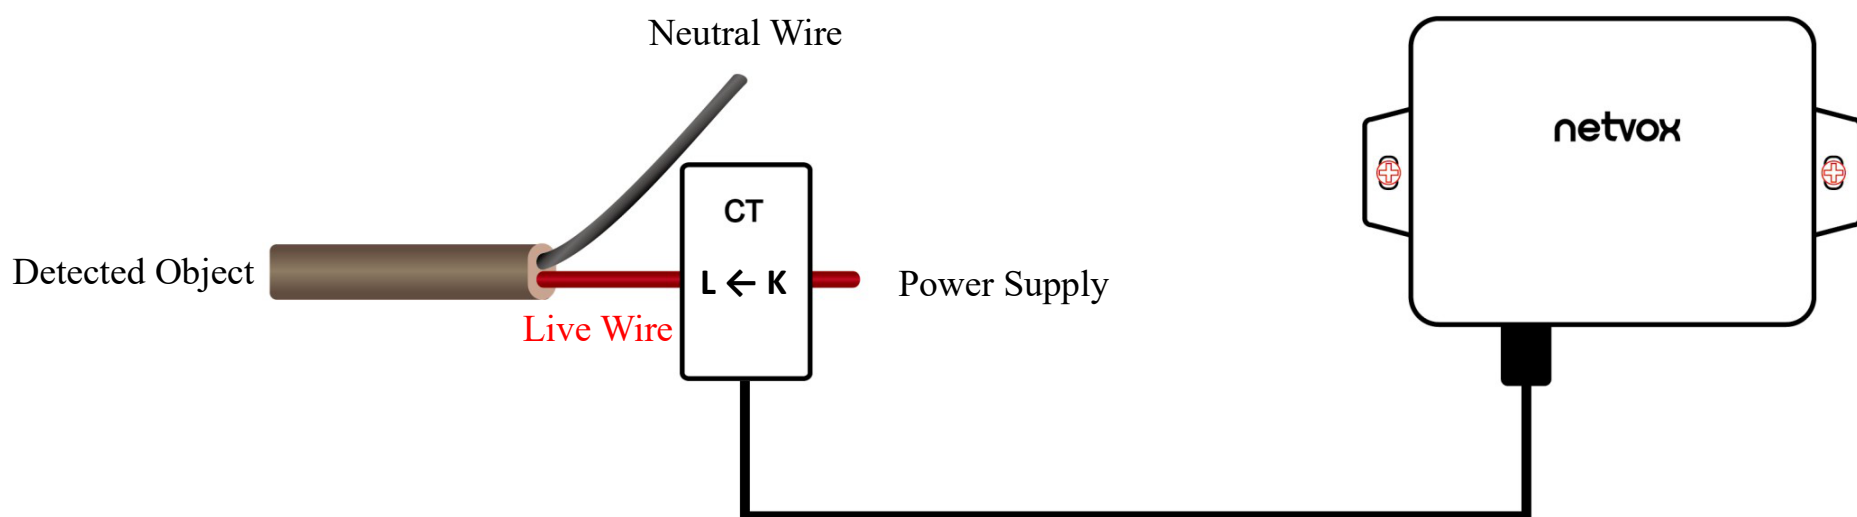 Neutral Wire
netvox
CT
Detected Object
L ← K
Power Supply
Live Wire